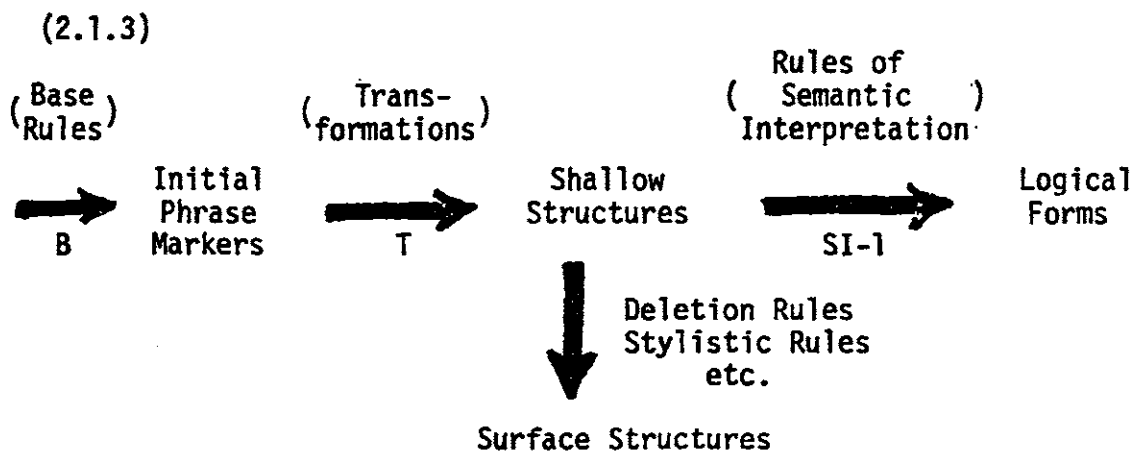 (2.1.3)
(Base Rules)
(Trans-formations)
(Rules of Semantic Interpretation)
Initial
Phrase
Markers
Shallow
Structures
Logical
Forms
B
T
SI-1
Deletion Rules
Stylistic Rules
etc.
Surface Structures